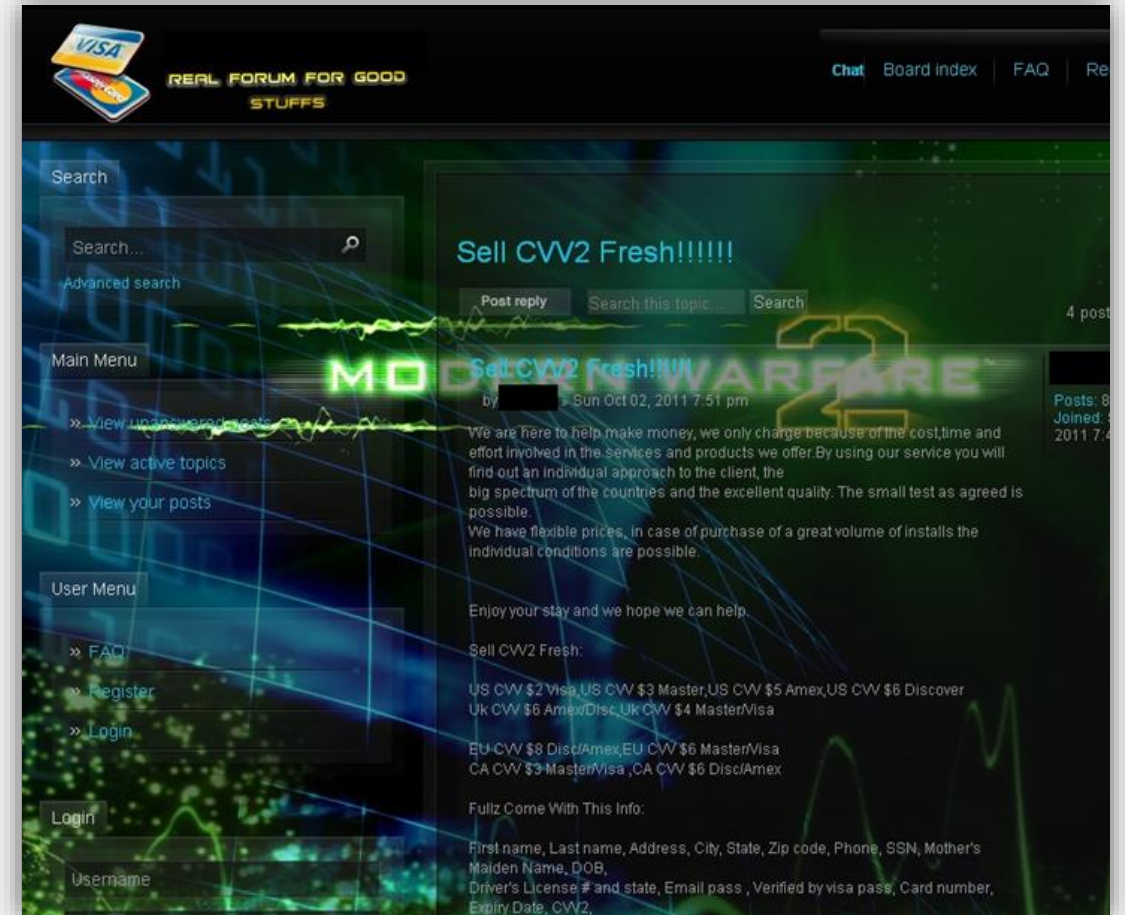 VISA
REAL FORUM FOR GOOD
STUFFS
Chat Board index FAQ Re
Search
Search...
Advanced search
Main Menu
» View unanswered posts
» View active topics
» View your posts
User Menu
» FAQ
» Register
» Login
Login
Username
Sell CVV2 Fresh!!!!!!
Post reply Search this topic... Search
4 post
MODERN WARFARE 2
Sell CVV2 Fresh!!!!!!
by » Sun Oct 02, 2011 7:51 pm
Posts: 8
Joined: S
2011 7:4
We are here to help make money, we only charge because of the cost,time and
effort involved in the services and products we offer.By using our service you will
find out an individual approach to the client, the
big spectrum of the countries and the excellent quality. The small test as agreed is
possible.
We have flexible prices, in case of purchase of a great volume of installs the
individual conditions are possible.
Enjoy your stay and we hope we can help.
Sell CVV2 Fresh:
US CVV $2 Visa,US CVV $3 Master,US CVV $5 Amex,US CVV $6 Discover
Uk CVV $6 Amex/Disc,Uk CVV $4 Master/Visa
EU CVV $8 Disc/Amex,EU CVV $6 Master/Visa
CA CVV $3 Master/Visa ,CA CVV $6 Disc/Amex
Fullz Come With This Info:
First name, Last name, Address, City, State, Zip code, Phone, SSN, Mother's
Maiden Name, DOB,
Driver's License # and state, Email pass , Verified by visa pass, Card number,
Expiry Date, CVV2,